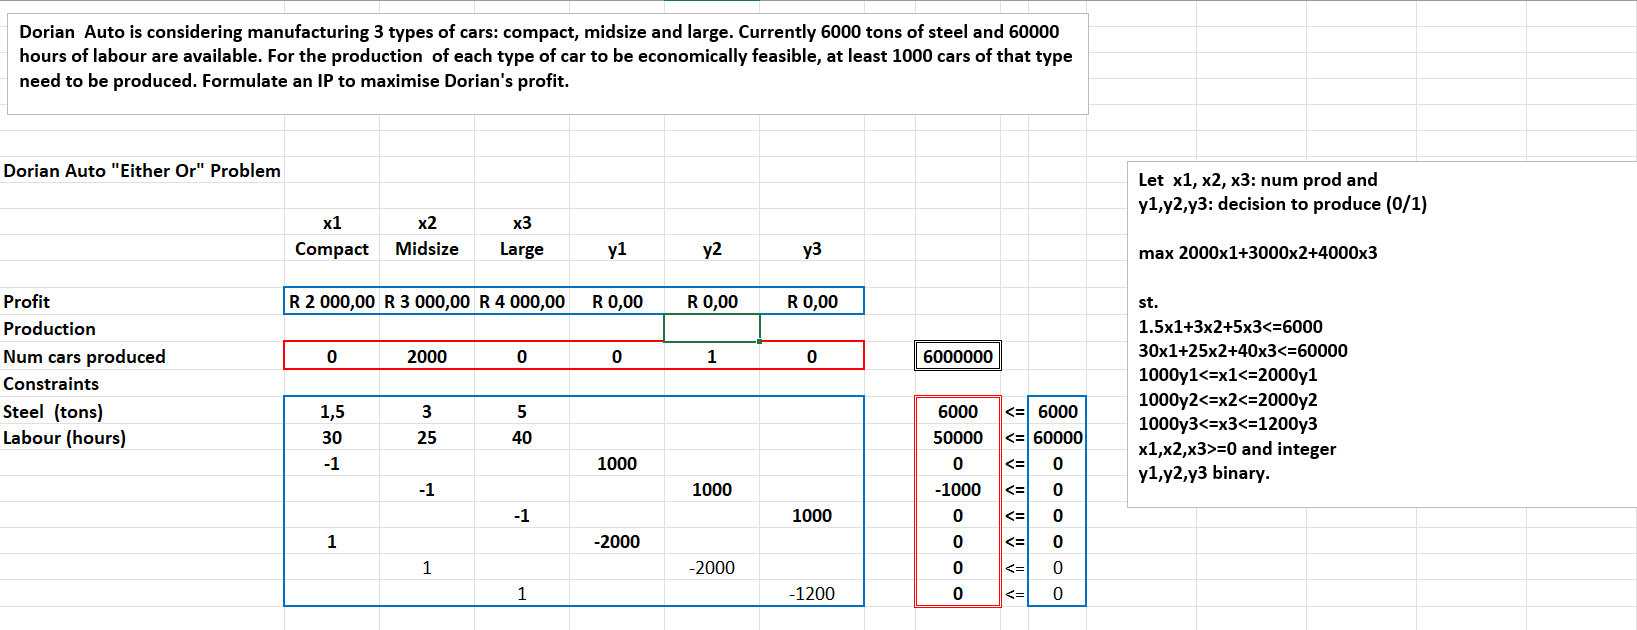 Dorian Auto is considering manufacturing 3 types of cars: compact, midsize and large. Currently 6000 tons of steel and 60000
hours of labour are available. For the production of each type of car to be economically feasible, at least 1000 cars of that type
need to be produced. Formulate an IP to maximise Dorian's profit.
Dorian Auto "Either Or" Problem
x1 x2 x3
Compact Midsize Large y1 y2 y3
Profit R 2 000,00 R 3 000,00 R 4 000,00 R 0,00 R 0,00 R 0,00
Production
Num cars produced 0 2000 0 0 1 0 6000000
Constraints
Steel (tons) 1,5 3 5 6000 <= 6000
Labour (hours) 30 25 40 50000 <= 60000
-1 1000 0 <= 0
-1 1000 -1000 <= 0
-1 1000 0 <= 0
1 -2000 0 <= 0
1 -2000 0 <= 0
1 -1200 0 <= 0
Let x1, x2, x3: num prod and
y1,y2,y3: decision to produce (0/1)
max 2000x1+3000x2+4000x3
st.
1.5x1+3x2+5x3<=6000
30x1+25x2+40x3<=60000
1000y1<=x1<=2000y1
1000y2<=x2<=2000y2
1000y3<=x3<=1200y3
x1,x2,x3>=0 and integer
y1,y2,y3 binary.